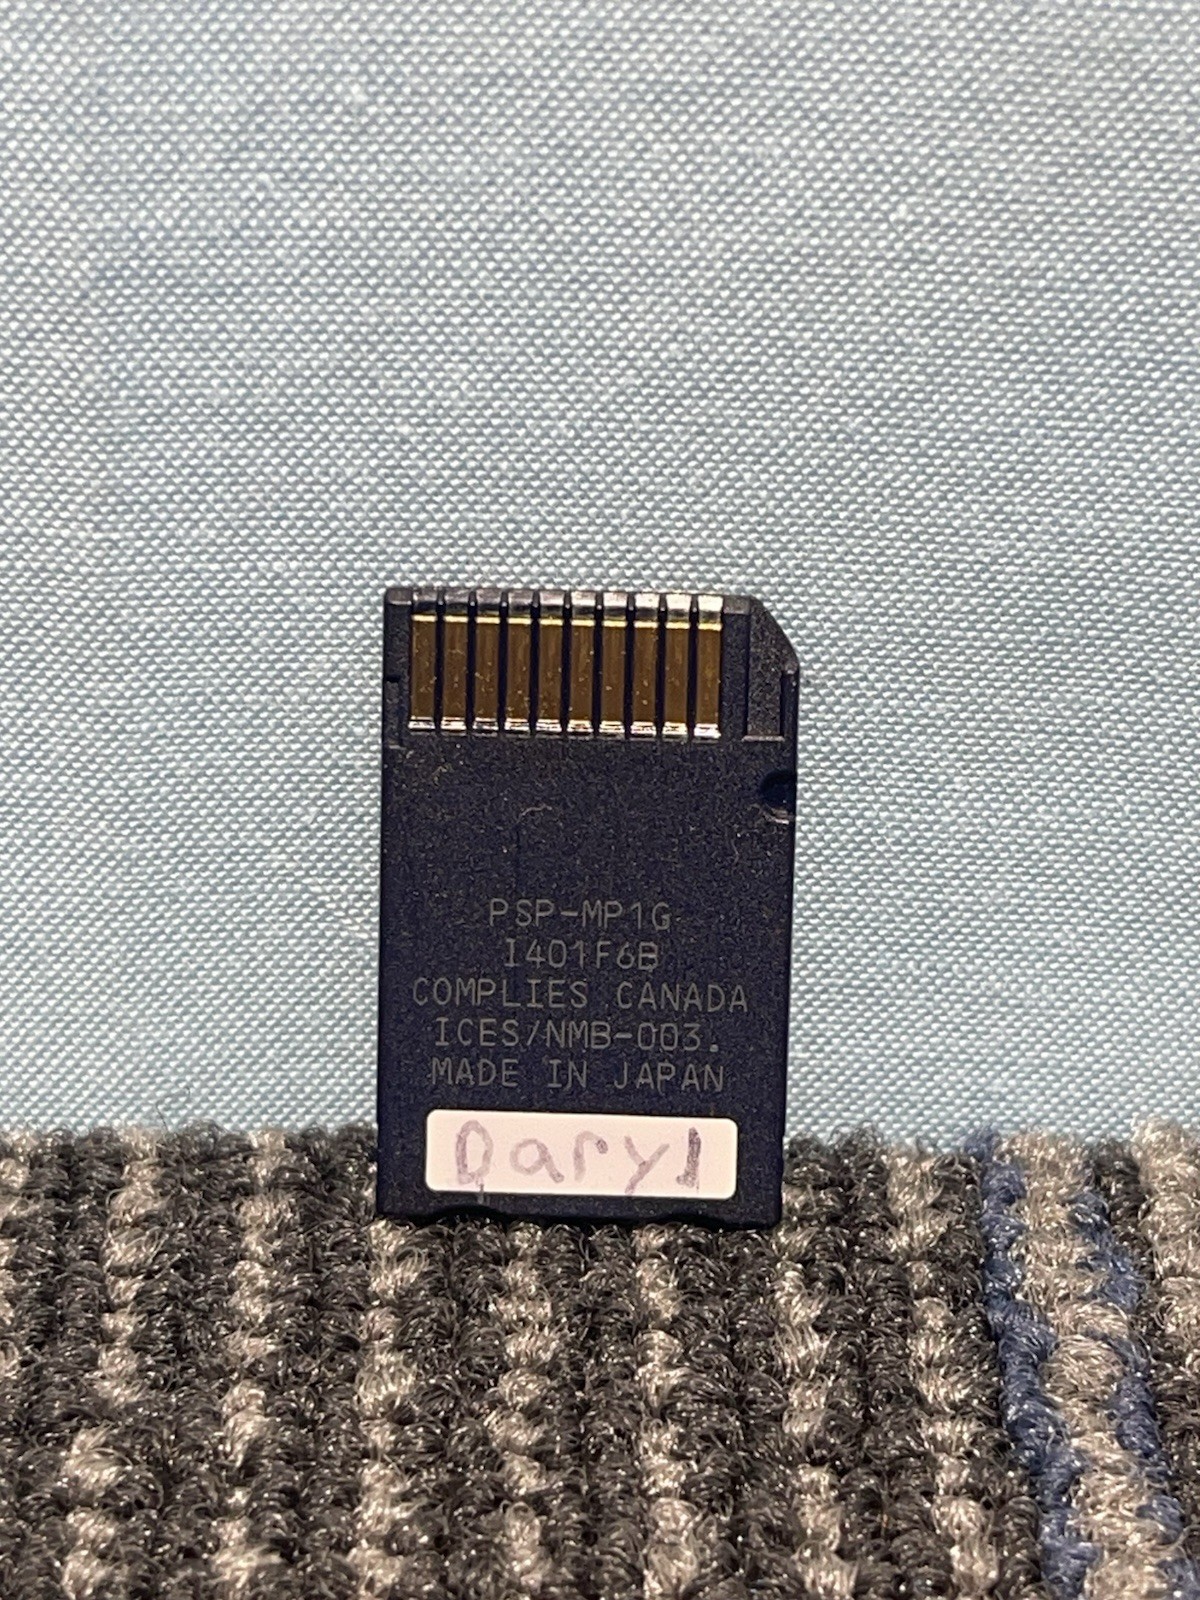 PSP-MP1G
I401F6B
COMPLIES CANADA
ICES/NMB-003.
MADE IN JAPAN
Daryl